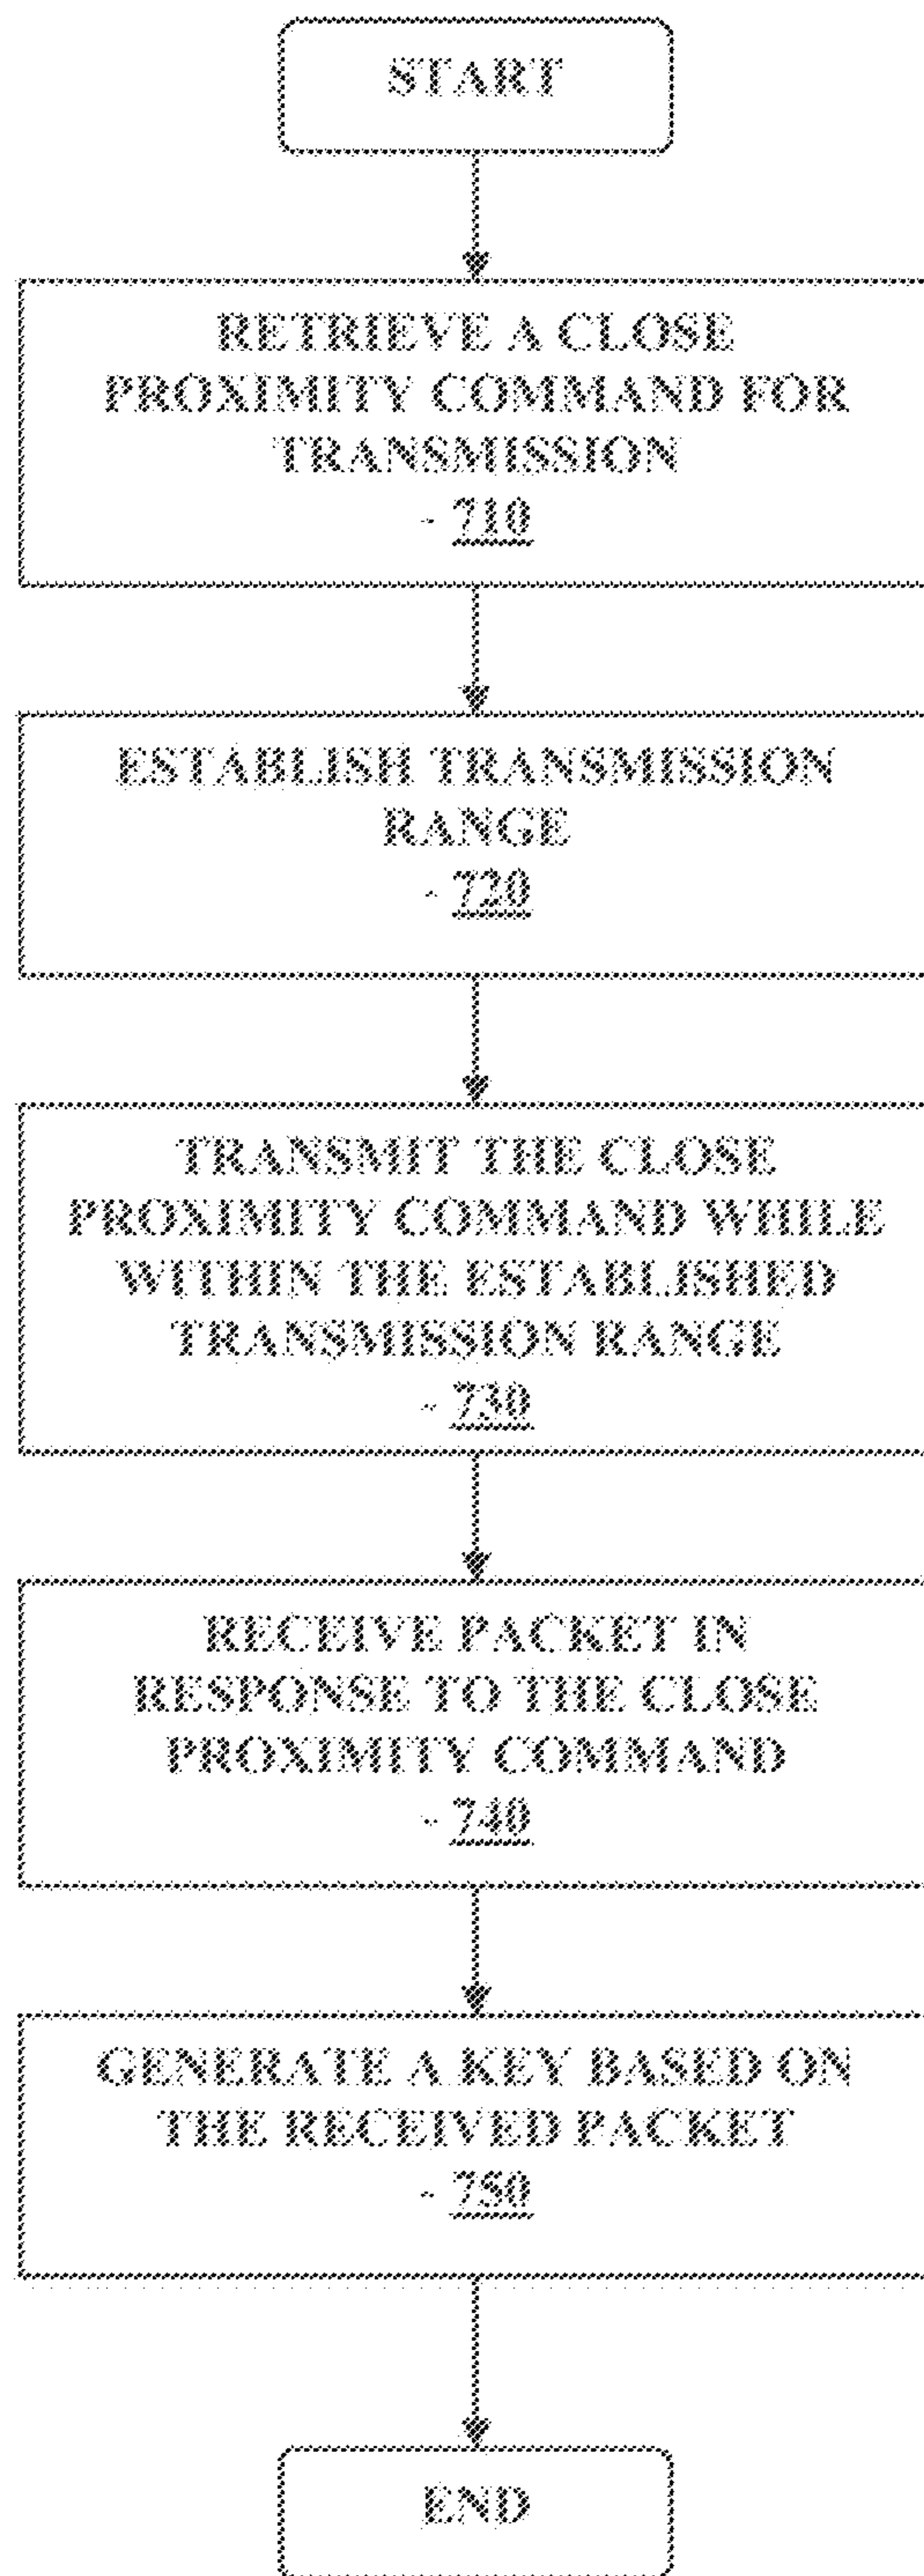 START
RETRIEVE A CLOSE
PROXIMITY COMMAND FOR
TRANSMISSION
- 710
ESTABLISH TRANSMISSION
RANGE
- 720
TRANSMIT THE CLOSE
PROXIMITY COMMAND WHILE
WITHIN THE ESTABLISHED
TRANSMISSION RANGE
- 730
RECEIVE PACKET IN
RESPONSE TO THE CLOSE
PROXIMITY COMMAND
- 740
GENERATE A KEY BASED ON
THE RECEIVED PACKET
- 750
END